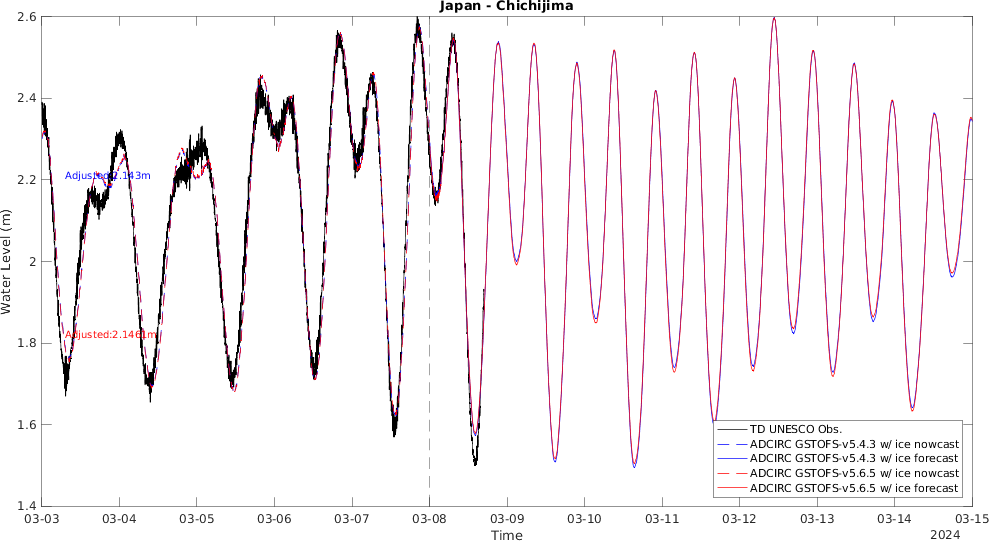 Japan - Chichijima
Water Level (m)
2.6
2.4
2.2
2
1.8
1.6
1.4
Adjusted:2.143m
Adjusted:2.1461m
TD UNESCO Obs.
ADCIRC GSTOFS-v5.4.3 w/ ice nowcast
ADCIRC GSTOFS-v5.4.3 w/ ice forecast
ADCIRC GSTOFS-v5.6.5 w/ ice nowcast
ADCIRC GSTOFS-v5.6.5 w/ ice forecast
03-03 03-04 03-05 03-06 03-07 03-08 03-09 03-10 03-11 03-12 03-13 03-14 03-15
Time
2024